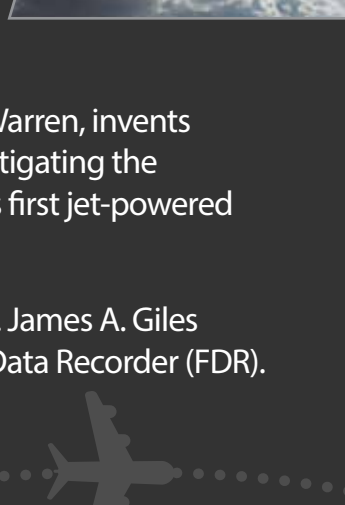 Warren, invents
tigating the
s first jet-powered
. James A. Giles
Data Recorder (FDR).